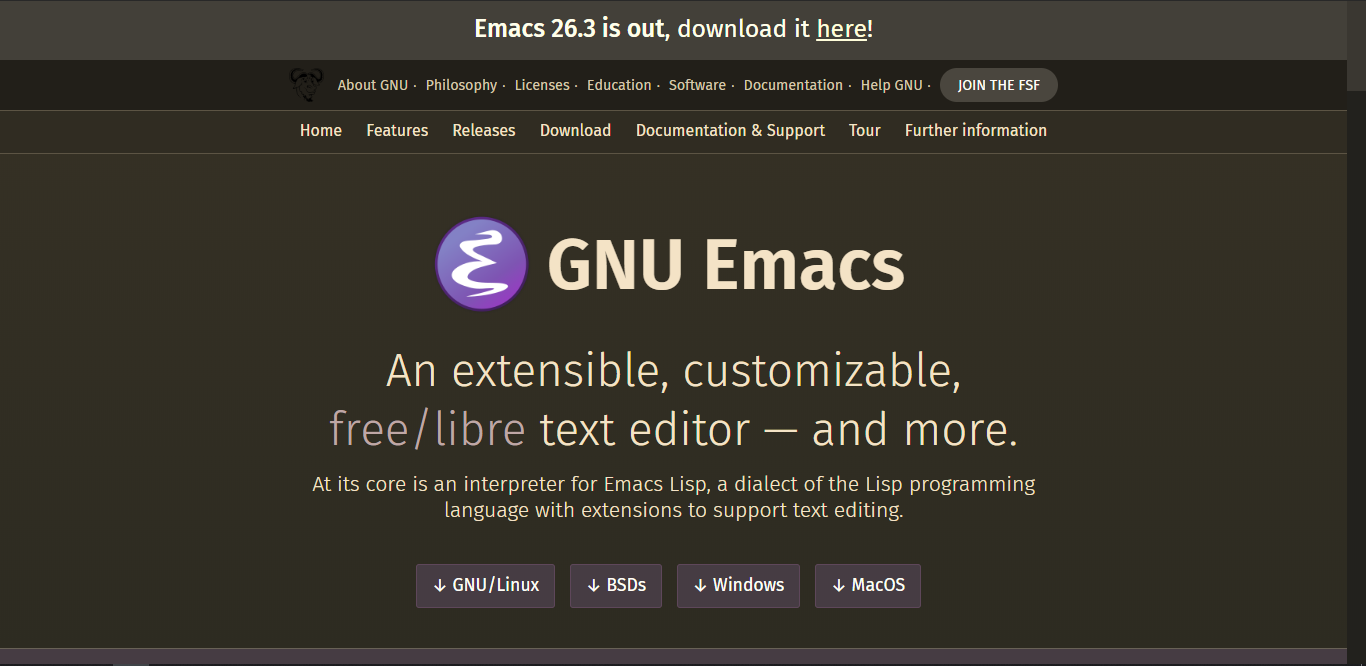 Emacs 26.3 is out, download it here!
About GNU · Philosophy · Licenses · Education · Software · Documentation · Help GNU · JOIN THE FSF
Home Features Releases Download Documentation & Support Tour Further information
GNU Emacs
An extensible, customizable,
free/libre text editor — and more.
At its core is an interpreter for Emacs Lisp, a dialect of the Lisp programming
language with extensions to support text editing.
↓ GNU/Linux ↓ BSDs ↓ Windows ↓ MacOS